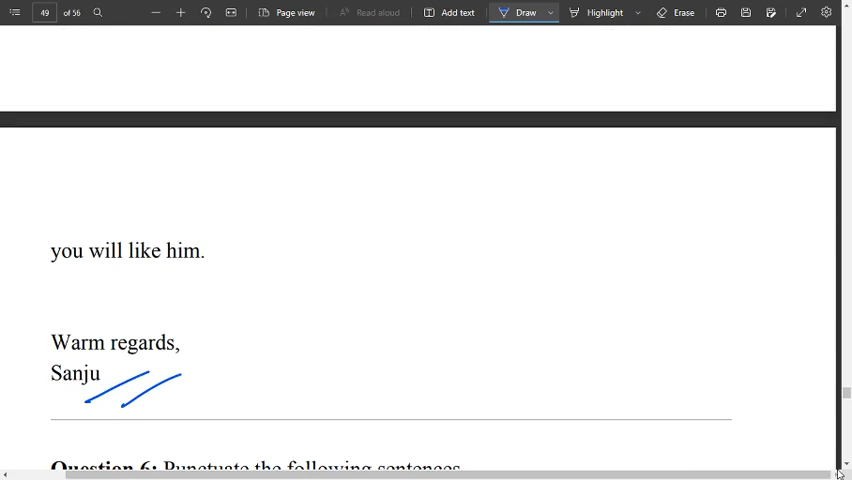 49 of 56 Page view Read aloud Add text Draw Highlight Erase
you will like him.
Warm regards,
Sanju
Question 6: Punctuate the following sentences